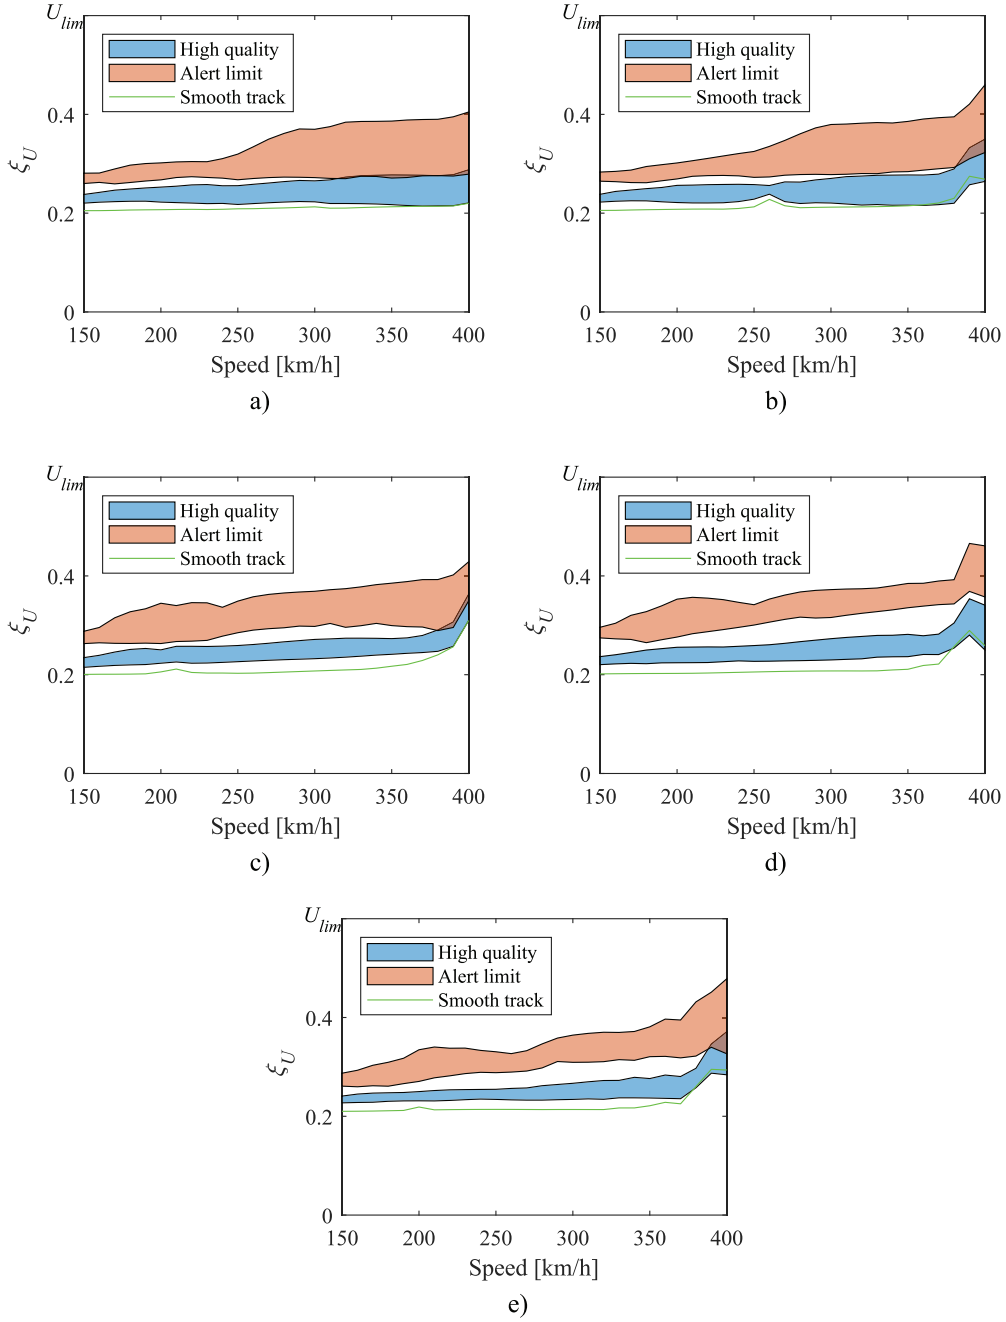 U_lim
High quality
Alert limit
Smooth track
0.4
ξ_U
0.2
0
150 200 250 300 350 400
Speed [km/h]
a)
U_lim
High quality
Alert limit
Smooth track
0.4
ξ_U
0.2
0
150 200 250 300 350 400
Speed [km/h]
b)
U_lim
High quality
Alert limit
Smooth track
0.4
ξ_U
0.2
0
150 200 250 300 350 400
Speed [km/h]
c)
U_lim
High quality
Alert limit
Smooth track
0.4
ξ_U
0.2
0
150 200 250 300 350 400
Speed [km/h]
d)
U_lim
High quality
Alert limit
Smooth track
0.4
ξ_U
0.2
0
150 200 250 300 350 400
Speed [km/h]
e)